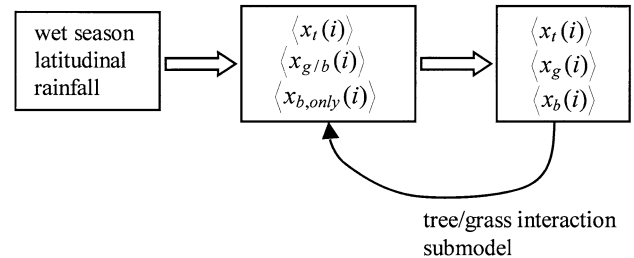 wet season
latitudinal
rainfall
⟨x_t(i)⟩
⟨x_{g/b}(i)⟩
⟨x_{b,only}(i)⟩
⟨x_t(i)⟩
⟨x_g(i)⟩
⟨x_b(i)⟩
tree/grass interaction
submodel